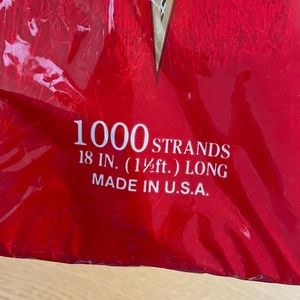 1000 STRANDS
18 IN. (1½ft.) LONG
MADE IN U.S.A.